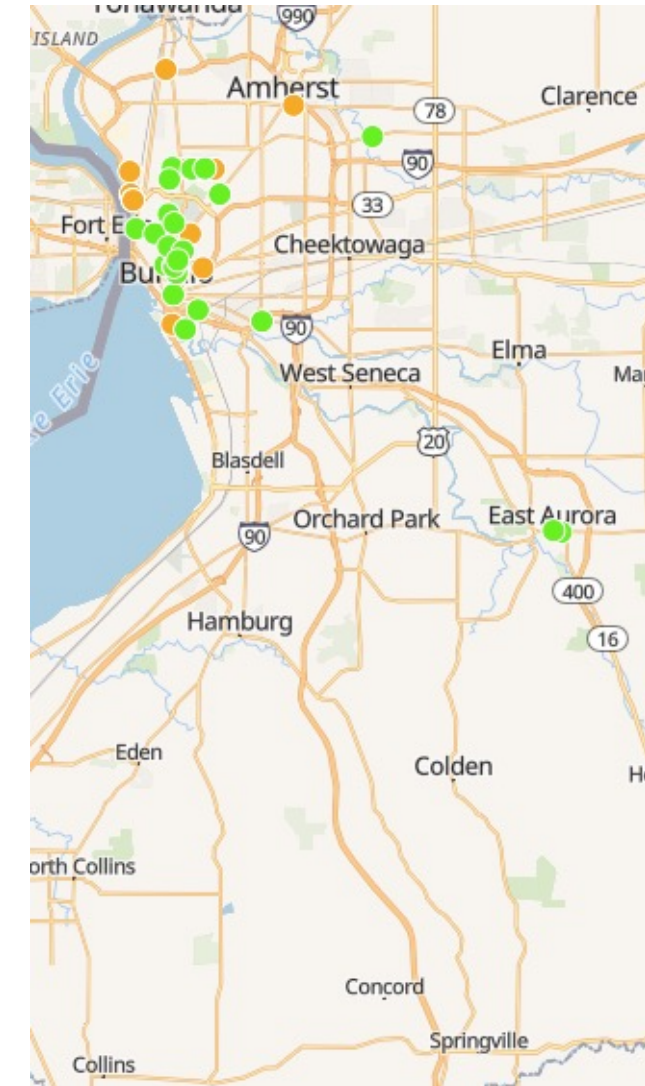 990
ISLAND
Amherst
Clarence
78
90
33
Fort
Cheektowaga
90
Elma
West Seneca
Erie
20
Blasdell
Orchard Park
East Aurora
90
400
Hamburg
16
Eden
Colden
orth Collins
Concord
Springville
Collins